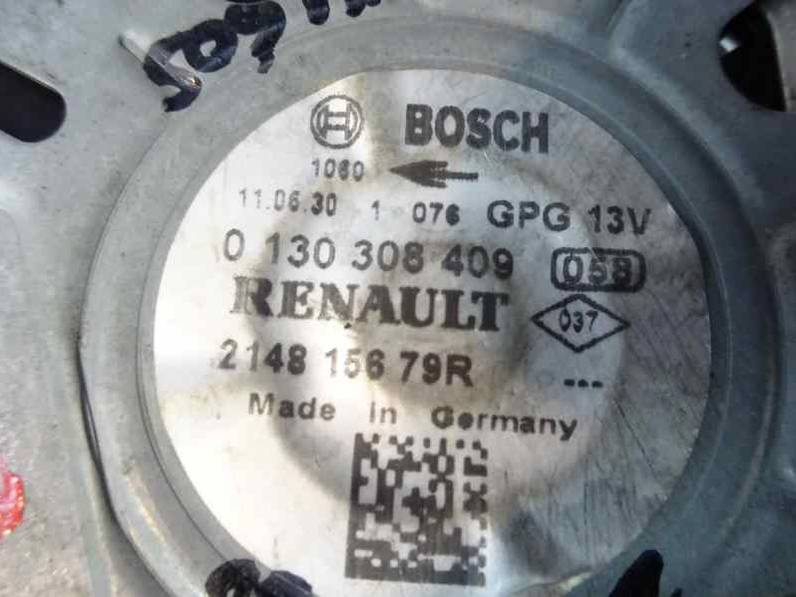 BOSCH
1060
11.06.30 1 076 GPG 13V
0 130 308 409 058
RENAULT 037
2148 156 79R
Made in Germany